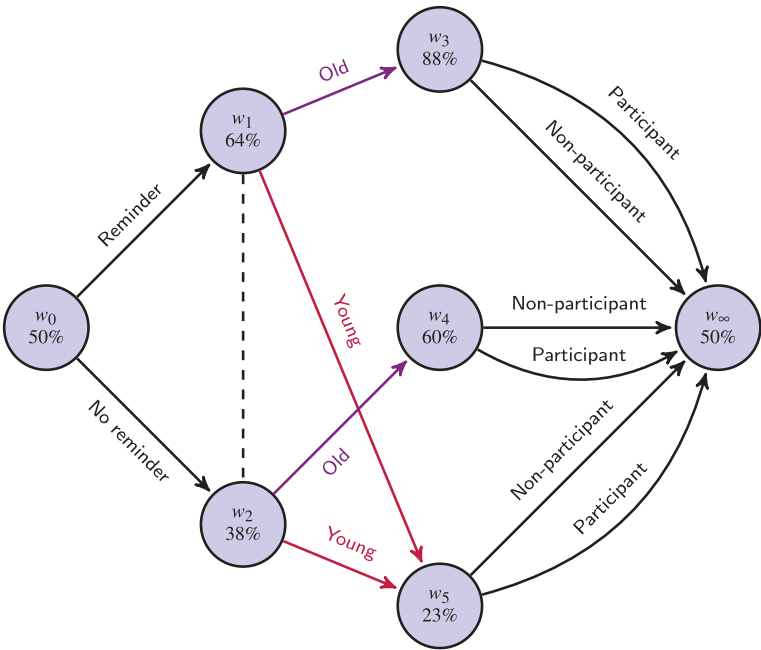 w₃
88%
Old
w₁
64%
Participant
Non-participant
Reminder
w₀
50%
Young
w₄
60%
Non-participant
Participant
w∞
50%
No reminder
Old
Non-participant
Participant
w₂
38%
Young
w₅
23%